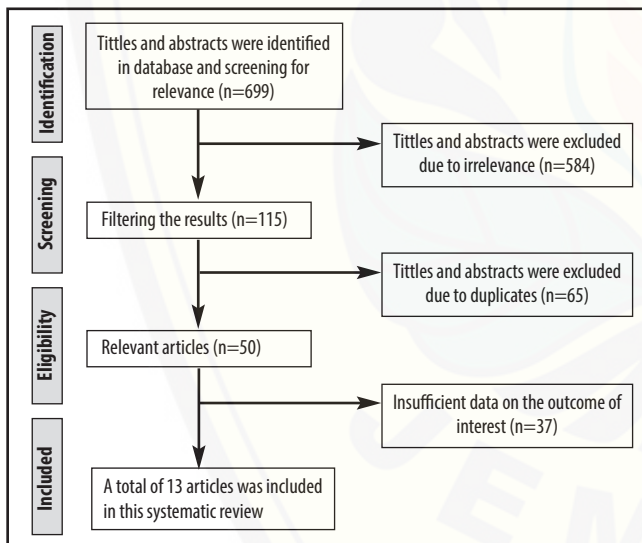 Identification
Tittles and abstracts were identified
in database and screening for
relevance (n=699)
Tittles and abstracts were excluded
due to irrelevance (n=584)
Screening
Filtering the results (n=115)
Tittles and abstracts were excluded
due to duplicates (n=65)
Eligibility
Relevant articles (n=50)
Insufficient data on the outcome of
interest (n=37)
Included
A total of 13 articles was included
in this systematic review
JEM